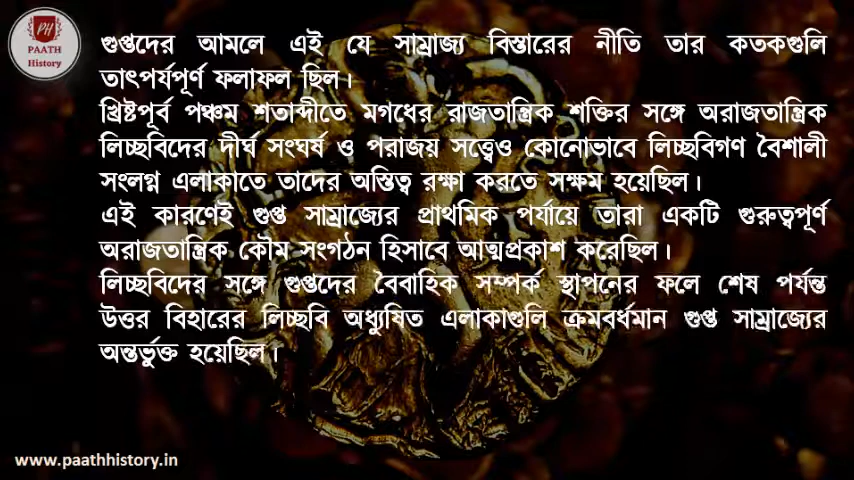 PH
PAATH
History
গুপ্তদের আমলে এই যে সাম্রাজ্য বিস্তারের নীতি তার কতকগুলি
তাৎপর্যপূর্ণ ফলাফল ছিল।
খ্রিষ্টপূর্ব পঞ্চম শতাব্দীতে মগধের রাজতান্ত্রিক শক্তির সঙ্গে অরাজতান্ত্রিক
লিচ্ছবিদের দীর্ঘ সংঘর্ষ ও পরাজয় সত্ত্বেও কোনোভাবে লিচ্ছবিগণ বৈশালী
সংলগ্ন এলাকাতে তাদের অস্তিত্ব রক্ষা করতে সক্ষম হয়েছিল।
এই কারণেই গুপ্ত সাম্রাজ্যের প্রাথমিক পর্যায়ে তারা একটি গুরুত্বপূর্ণ
অরাজতান্ত্রিক কৌম সংগঠন হিসাবে আত্মপ্রকাশ করেছিল।
লিচ্ছবিদের সঙ্গে গুপ্তদের বৈবাহিক সম্পর্ক স্থাপনের ফলে শেষ পর্যন্ত
উত্তর বিহারের লিচ্ছবি অধ্যুষিত এলাকাগুলি ক্রমবর্ধমান গুপ্ত সাম্রাজ্যের
অন্তর্ভুক্ত হয়েছিল।
www.paathhistory.in